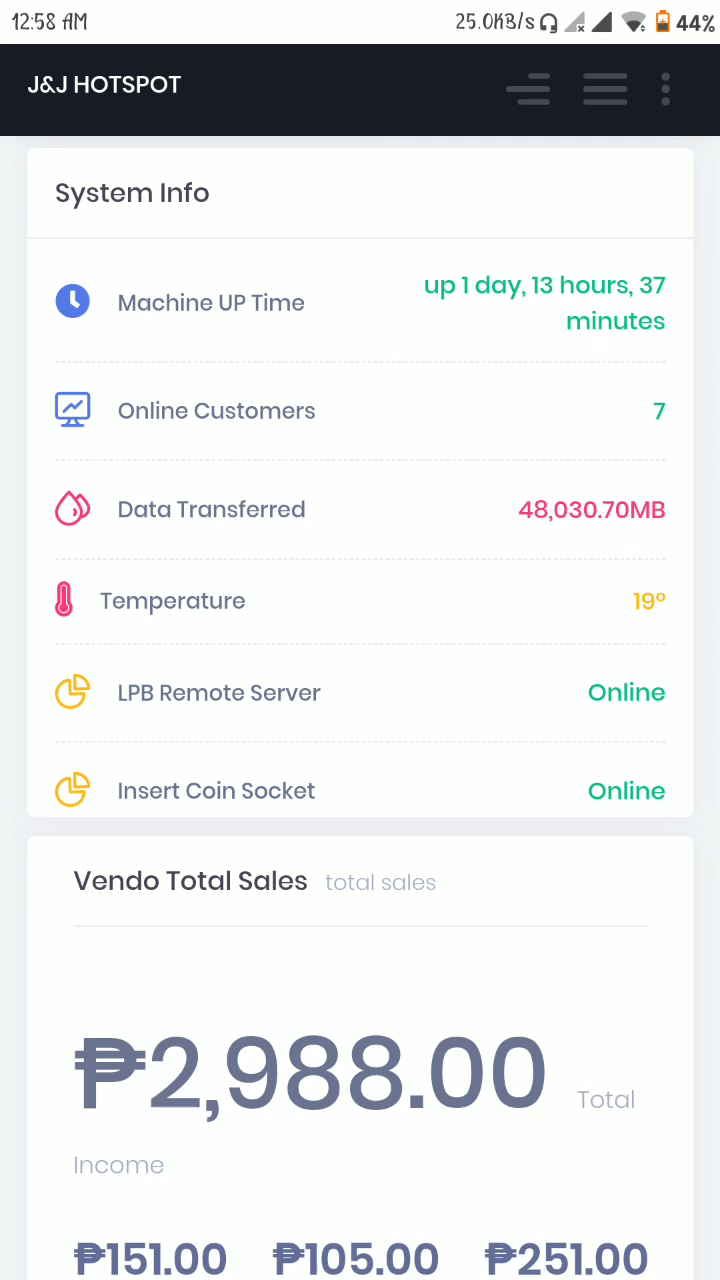 12:58 AM 25.0KB/s 44%
J&J HOTSPOT
System Info
Machine UP Time up 1 day, 13 hours, 37
minutes
Online Customers 7
Data Transferred 48,030.70MB
Temperature 19°
LPB Remote Server Online
Insert Coin Socket Online
Vendo Total Sales total sales
₱2,988.00 Total
Income
₱151.00 ₱105.00 ₱251.00